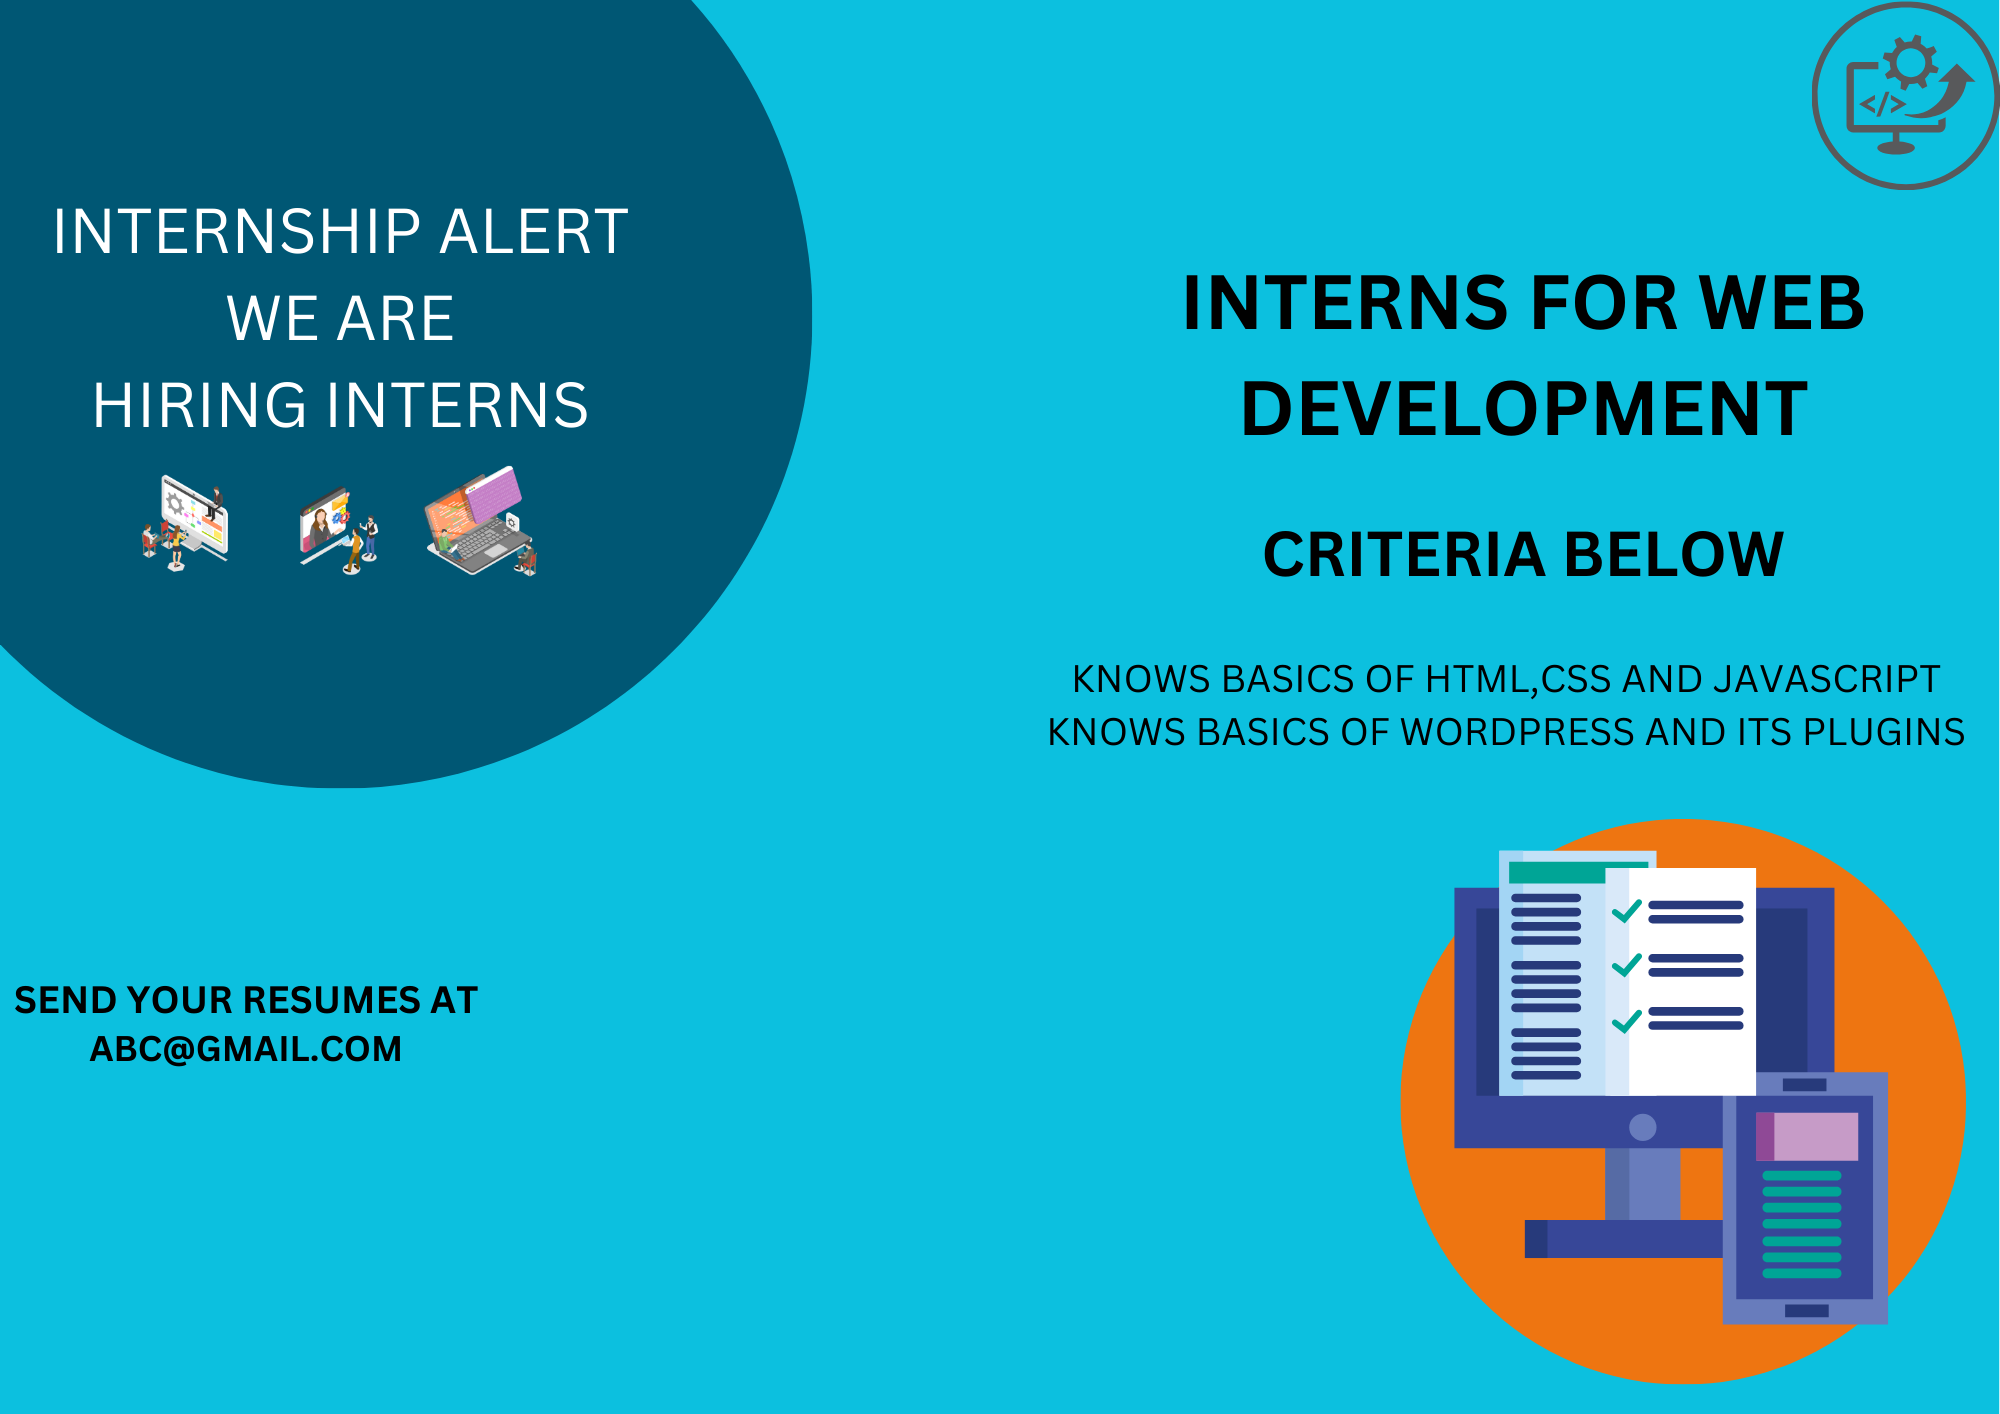 INTERNSHIP ALERT
WE ARE
HIRING INTERNS
INTERNS FOR WEB
DEVELOPMENT
CRITERIA BELOW
KNOWS BASICS OF HTML,CSS AND JAVASCRIPT
KNOWS BASICS OF WORDPRESS AND ITS PLUGINS
SEND YOUR RESUMES AT
ABC@GMAIL.COM